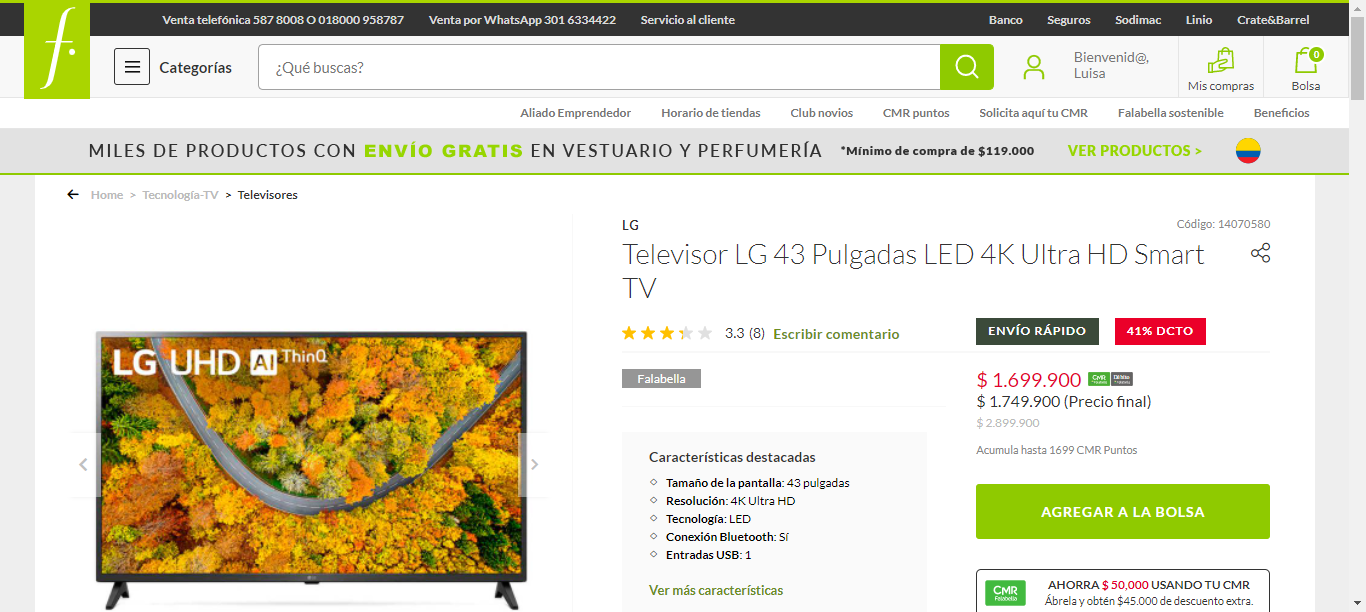 Venta telefónica 587 8008 O 018000 958787 Venta por WhatsApp 301 6334422 Servicio al cliente Banco Seguros Sodimac Linio Crate&Barrel
f.
Categorías ¿Qué buscas? Bienvenid@, Luisa Mis compras 0 Bolsa
Aliado Emprendedor Horario de tiendas Club novios CMR puntos Solicita aquí tu CMR Falabella sostenible Beneficios
MILES DE PRODUCTOS CON ENVÍO GRATIS EN VESTUARIO Y PERFUMERÍA *Mínimo de compra de $119.000 VER PRODUCTOS >
Home > Tecnología-TV > Televisores
LG UHD AI ThinQ
LG
LG
Código: 14070580
Televisor LG 43 Pulgadas LED 4K Ultra HD Smart
TV
3.3 (8) Escribir comentario
Falabella
Características destacadas
Tamaño de la pantalla: 43 pulgadas
Resolución: 4K Ultra HD
Tecnología: LED
Conexión Bluetooth: Sí
Entradas USB: 1
Ver más características
ENVÍO RÁPIDO 41% DCTO
$ 1.699.900 CMR Falabella Débito Falabella
$ 1.749.900 (Precio final)
$ 2.899.900
Acumula hasta 1699 CMR Puntos
AGREGAR A LA BOLSA
CMR
Falabella
AHORRA $ 50,000 USANDO TU CMR
Ábrela y obtén $45.000 de descuento extra.